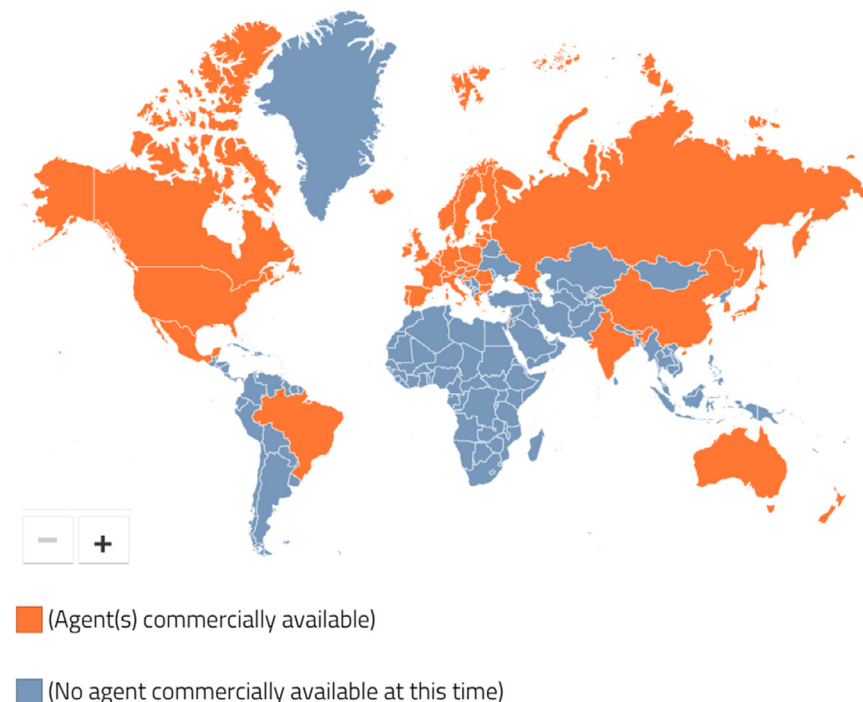 − +
(Agent(s) commercially available)
(No agent commercially available at this time)